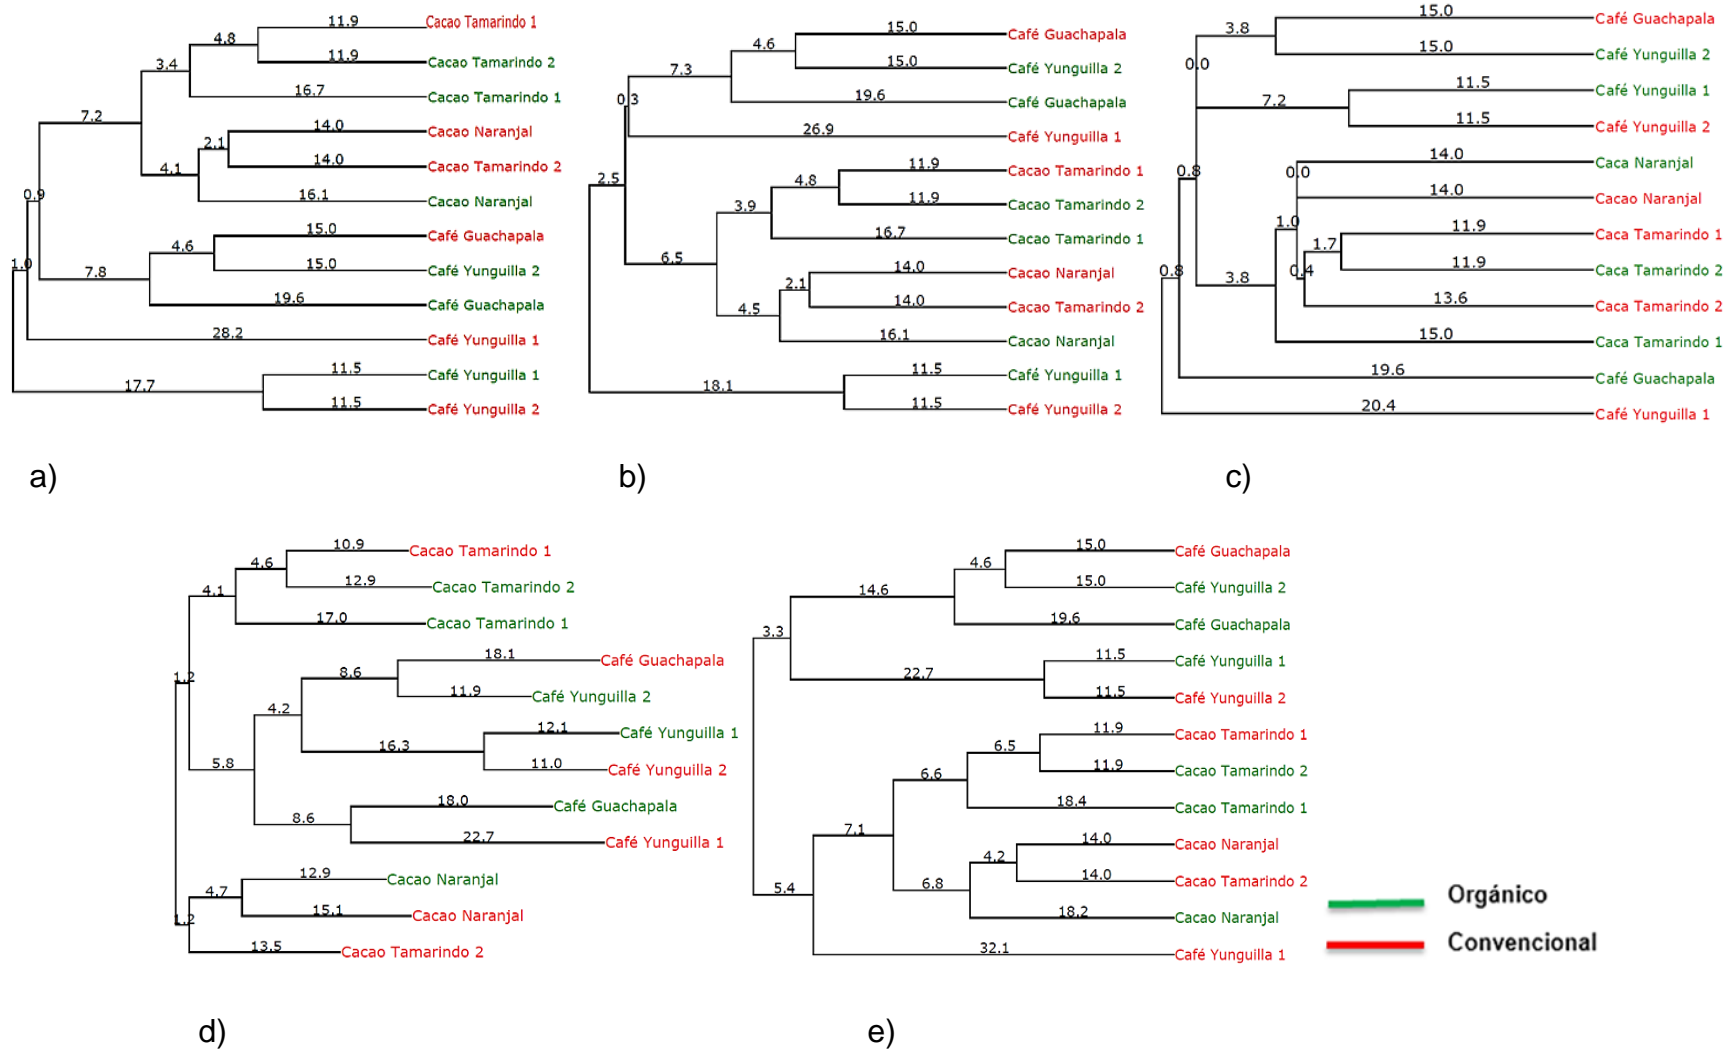 11.9
Cacao Tamarindo 1
4.8
11.9
Cacao Tamarindo 2
3.4
16.7
Cacao Tamarindo 1
7.2
14.0
Cacao Naranjal
2.1
14.0
Cacao Tamarindo 2
4.1
16.1
Cacao Naranjal
0.9
15.0
Café Guachapala
4.6
15.0
Café Yunguilla 2
7.8
19.6
Café Guachapala
1.0
28.2
Café Yunguilla 1
11.5
Café Yunguilla 1
17.7
11.5
Café Yunguilla 2
a)
15.0
Café Guachapala
4.6
15.0
Café Yunguilla 2
7.3
19.6
Café Guachapala
0.3
26.9
Café Yunguilla 1
11.9
Cacao Tamarindo 1
4.8
11.9
Cacao Tamarindo 2
3.9
16.7
Cacao Tamarindo 1
2.5
6.5
14.0
Cacao Naranjal
2.1
14.0
Cacao Tamarindo 2
4.5
16.1
Cacao Naranjal
11.5
Café Yunguilla 1
18.1
11.5
Café Yunguilla 2
b)
15.0
Café Guachapala
3.8
15.0
Café Yunguilla 2
0.0
11.5
Café Yunguilla 1
7.2
11.5
Café Yunguilla 2
14.0
Caca Naranjal
0.0
14.0
Cacao Naranjal
0.8
11.9
Caca Tamarindo 1
1.0
1.7
11.9
Caca Tamarindo 2
0.4
13.6
Caca Tamarindo 2
0.8
3.8
15.0
Caca Tamarindo 1
19.6
Café Guachapala
20.4
Café Yunguilla 1
c)
10.9
Cacao Tamarindo 1
4.6
12.9
Cacao Tamarindo 2
4.1
17.0
Cacao Tamarindo 1
1.2
18.1
Café Guachapala
8.6
11.9
Café Yunguilla 2
4.2
12.1
Café Yunguilla 1
16.3
11.0
Café Yunguilla 2
5.8
18.0
Café Guachapala
8.6
22.7
Café Yunguilla 1
12.9
Cacao Naranjal
4.7
15.1
Cacao Naranjal
1.2
13.5
Cacao Tamarindo 2
d)
15.0
Café Guachapala
4.6
15.0
Café Yunguilla 2
14.6
19.6
Café Guachapala
3.3
11.5
Café Yunguilla 1
22.7
11.5
Café Yunguilla 2
11.9
Cacao Tamarindo 1
6.5
11.9
Cacao Tamarindo 2
6.6
18.4
Cacao Tamarindo 1
7.1
14.0
Cacao Naranjal
4.2
14.0
Cacao Tamarindo 2
6.8
5.4
18.2
Cacao Naranjal
32.1
Café Yunguilla 1
e)
Orgánico
Convencional